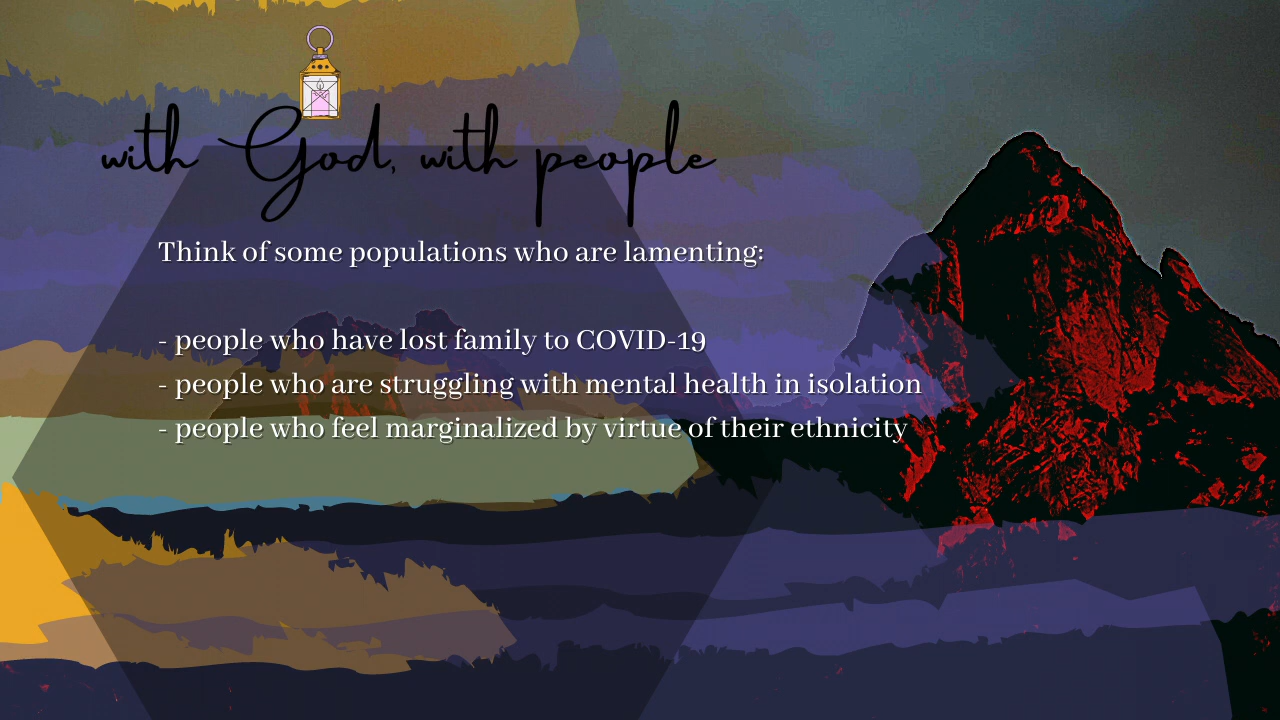 with God, with people
Think of some populations who are lamenting:
- people who have lost family to COVID-19
- people who are struggling with mental health in isolation
- people who feel marginalized by virtue of their ethnicity